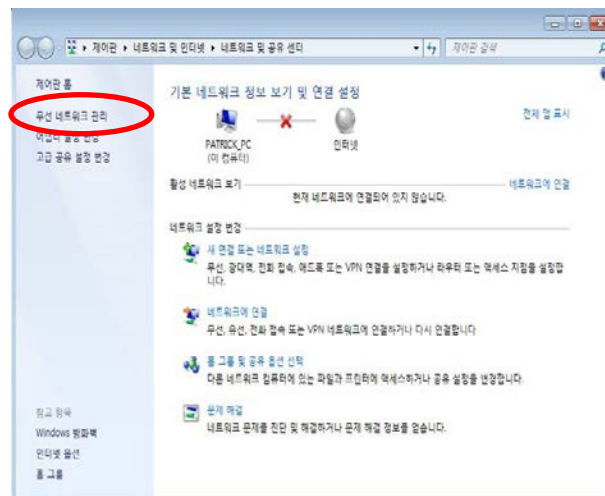 제어판 ▸ 네트워크 및 인터넷 ▸ 네트워크 및 공유 센터
제어판 검색
제어판 홈
무선 네트워크 관리
어댑터 설정 변경
고급 공유 설정 변경
기본 네트워크 정보 보기 및 연결 설정
전체 맵 표시
PATRICK_PC
인터넷
(이 컴퓨터)
활성 네트워크 보기
네트워크에 연결
현재 네트워크에 연결되어 있지 않습니다.
네트워크 설정 변경
새 연결 또는 네트워크 설정
무선, 광대역, 전화 접속, 애드혹 또는 VPN 연결을 설정하거나 라우터 또는 액세스 지점을 설정합
니다.
네트워크에 연결
무선, 유선, 전화 접속 또는 VPN 네트워크에 연결하거나 다시 연결합니다
홈 그룹 및 공유 옵션 선택
다른 네트워크 컴퓨터에 있는 파일과 프린터에 액세스하거나 공유 설정을 변경합니다.
문제 해결
네트워크 문제를 진단 및 해결하거나 문제 해결 정보를 얻습니다.
참고 항목
Windows 방화벽
인터넷 옵션
홈 그룹